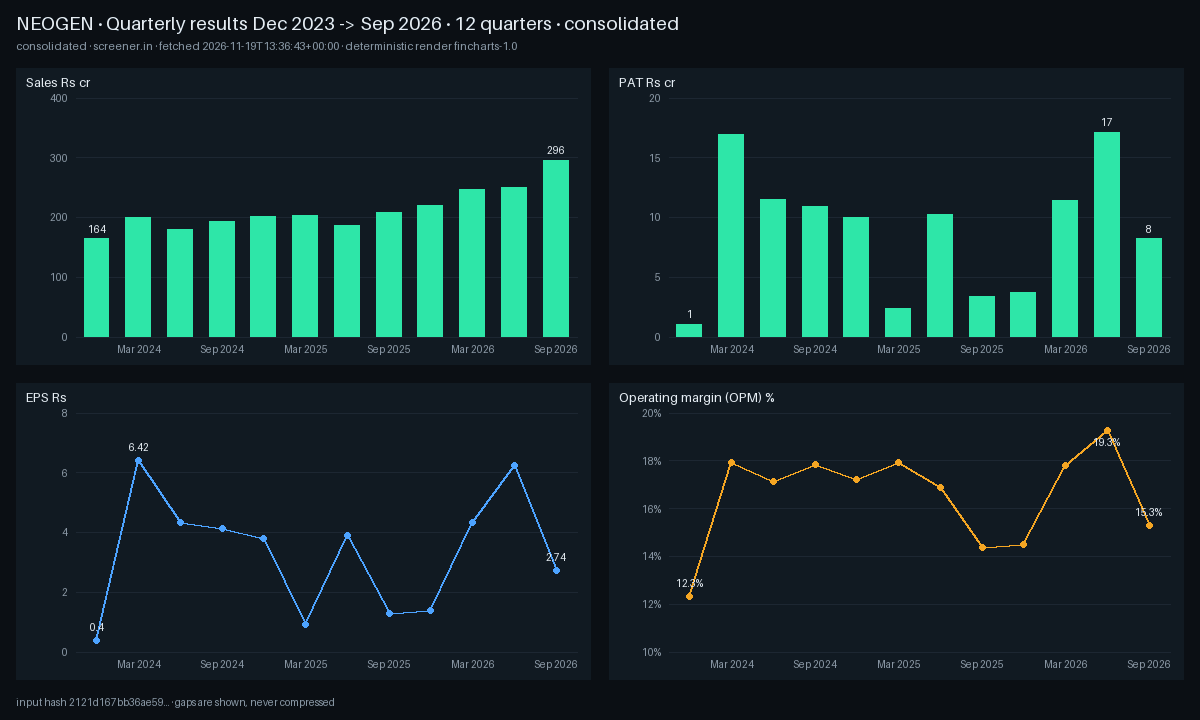 NEOGEN · Quarterly results Dec 2023 -> Sep 2026 · 12 quarters · consolidated
consolidated · screener.in · fetched 2026-11-19T13:36:43+00:00 · deterministic render fincharts-1.0
Sales Rs cr
400
300
200
100
0
164
296
Mar 2024 Sep 2024 Mar 2025 Sep 2025 Mar 2026 Sep 2026
PAT Rs cr
20
15
10
5
0
1
17
8
Mar 2024 Sep 2024 Mar 2025 Sep 2025 Mar 2026 Sep 2026
EPS Rs
8
6
4
2
0
0.4
6.42
2.74
Mar 2024 Sep 2024 Mar 2025 Sep 2025 Mar 2026 Sep 2026
Operating margin (OPM) %
20%
18%
16%
14%
12%
10%
12.3%
19.3%
15.3%
Mar 2024 Sep 2024 Mar 2025 Sep 2025 Mar 2026 Sep 2026
input hash 2121d167bb36ae59… · gaps are shown, never compressed